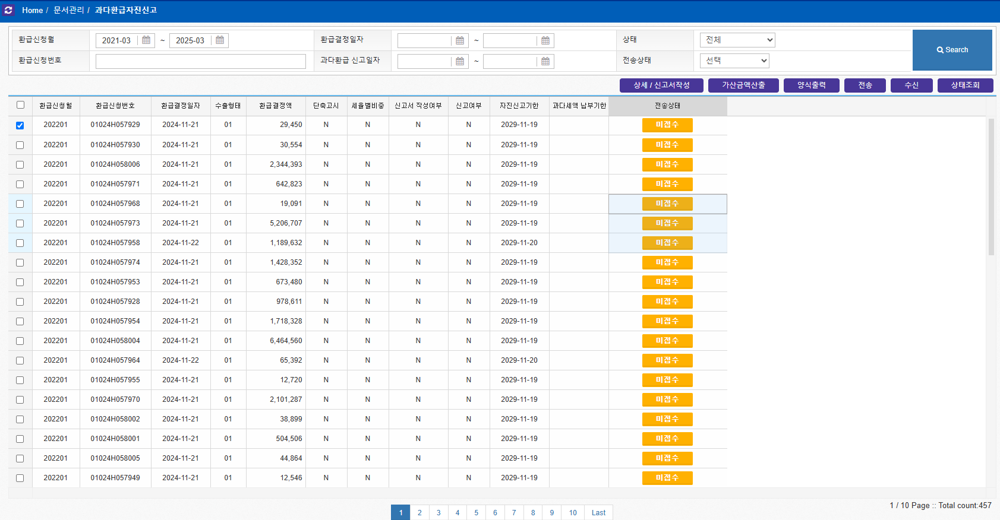 Home / 문서관리 / 과다환급자진신고
환급신청월 2021-03 ~ 2025-03 환급결정일자 ~ 상태 전체
Search
환급신청번호 과다환급 신고일자 ~ 전송상태 선택
상세 / 신고서작성 가산금액산출 양식출력 전송 수신 상태조회
환급신청월 환급신청번호 환급결정일자 수출형태 환급결정액 단축고시 세율별비중 신고서 작성여부 신고여부 자진신고기한 과다세액 납부기한 전송상태
202201 01024H057929 2024-11-21 01 29,450 N N N N 2029-11-19 미접수
202201 01024H057930 2024-11-21 01 30,554 N N N N 2029-11-19 미접수
202201 01024H058006 2024-11-21 01 2,344,393 N N N N 2029-11-19 미접수
202201 01024H057971 2024-11-21 01 642,823 N N N N 2029-11-19 미접수
202201 01024H057968 2024-11-21 01 19,091 N N N N 2029-11-19 미접수
202201 01024H057973 2024-11-21 01 5,206,707 N N N N 2029-11-19 미접수
202201 01024H057958 2024-11-22 01 1,189,632 N N N N 2029-11-20 미접수
202201 01024H057974 2024-11-21 01 1,428,352 N N N N 2029-11-19 미접수
202201 01024H057953 2024-11-21 01 673,480 N N N N 2029-11-19 미접수
202201 01024H057928 2024-11-21 01 978,611 N N N N 2029-11-19 미접수
202201 01024H057954 2024-11-21 01 1,718,328 N N N N 2029-11-19 미접수
202201 01024H058004 2024-11-21 01 6,464,560 N N N N 2029-11-19 미접수
202201 01024H057964 2024-11-22 01 65,392 N N N N 2029-11-20 미접수
202201 01024H057955 2024-11-21 01 12,720 N N N N 2029-11-19 미접수
202201 01024H057970 2024-11-21 01 2,101,287 N N N N 2029-11-19 미접수
202201 01024H058002 2024-11-21 01 38,899 N N N N 2029-11-19 미접수
202201 01024H058001 2024-11-21 01 504,506 N N N N 2029-11-19 미접수
202201 01024H058005 2024-11-21 01 44,864 N N N N 2029-11-19 미접수
202201 01024H057949 2024-11-21 01 12,546 N N N N 2029-11-19 미접수
1 / 10 Page :: Total count:457
1 2 3 4 5 6 7 8 9 10 Last